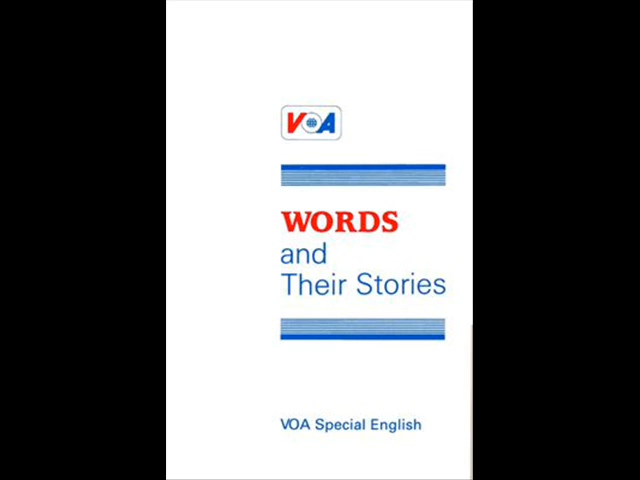 VOA
WORDS
and
Their Stories
VOA Special English